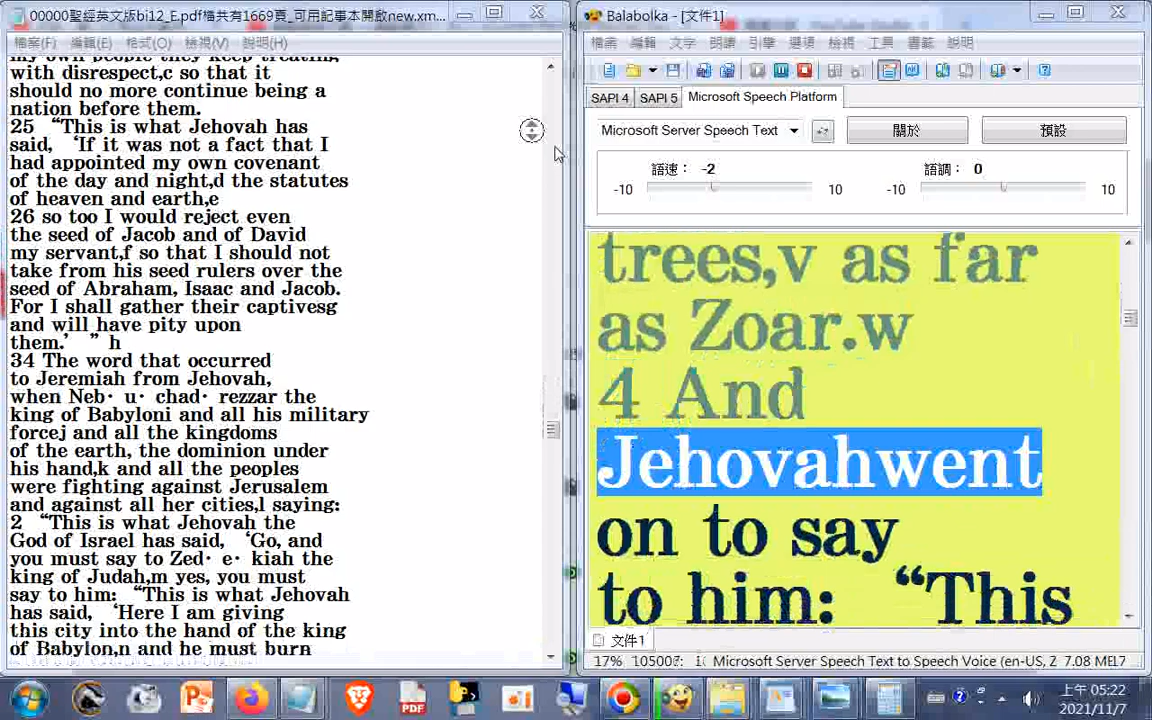 00000聖經英文版bi12_E.pdf檔共有1669頁_可用記事本開啟new.xm...
檔案(F) 編輯(E) 格式(O) 檢視(V) 說明(H)
my own people they keep treating
with disrespect,c so that it
should no more continue being a
nation before them.
25 “This is what Jehovah has
said, ‘If it was not a fact that I
had appointed my own covenant
of the day and night,d the statutes
of heaven and earth,e
26 so too I would reject even
the seed of Jacob and of David
my servant,f so that I should not
take from his seed rulers over the
seed of Abraham, Isaac and Jacob.
For I shall gather their captivesg
and will have pity upon
them.’ ” h
34 The word that occurred
to Jeremiah from Jehovah,
when Neb· u· chad· rezzar the
king of Babyloni and all his military
forcej and all the kingdoms
of the earth, the dominion under
his hand,k and all the peoples
were fighting against Jerusalem
and against all her cities,l saying:
2 “This is what Jehovah the
God of Israel has said, ‘Go, and
you must say to Zed· e· kiah the
king of Judah,m yes, you must
say to him: “This is what Jehovah
has said, ‘Here I am giving
this city into the hand of the king
of Babylon,n and he must burn
Balabolka - [文件1]
檔案 編輯 文字 朗讀 引擎 選項 檢視 工具 書籤 說明
SAPI 4 SAPI 5 Microsoft Speech Platform
Microsoft Server Speech Text 關於 預設
語速： -2 語調： 0
-10 10 -10 10
trees,v as far
as Zoar.w
4 And
Jehovahwent
on to say
to him: “This
文件1
17% Microsoft Server Speech Text to Speech Voice (en-US, 2 7.08
上午 05:22
2021/11/7